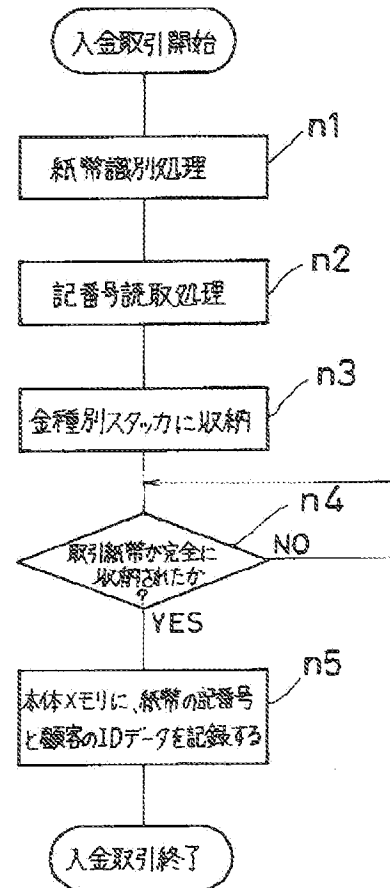 入金取引開始
n1
紙幣識別処理
n2
記番号読取処理
n3
金種別スタッカに収納
n4
取引紙幣が完全に
収納されたか
?
NO
YES
n5
本体メモリに、紙幣の記番号
と顧客のIDデータを記録する
入金取引終了